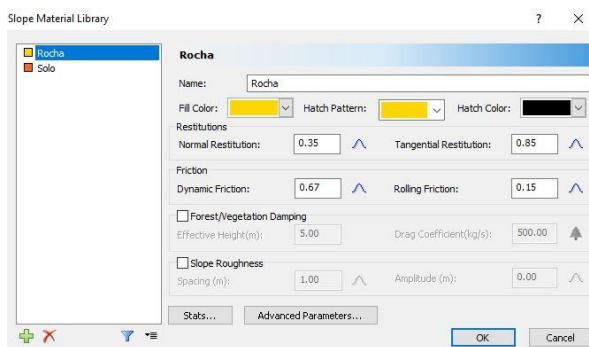 Slope Material Library ? ×
Rocha
Solo
Rocha
Name: Rocha
Fill Color: Hatch Pattern: Hatch Color:
Restitutions
Normal Restitution: 0.35 Tangential Restitution: 0.85
Friction
Dynamic Friction: 0.67 Rolling Friction: 0.15
Forest/Vegetation Damping
Effective Height(m): 5.00 Drag Coefficient(kg/s): 500.00
Slope Roughness
Spacing (m): 1.00 Amplitude (m): 0.00
Stats... Advanced Parameters...
OK Cancel